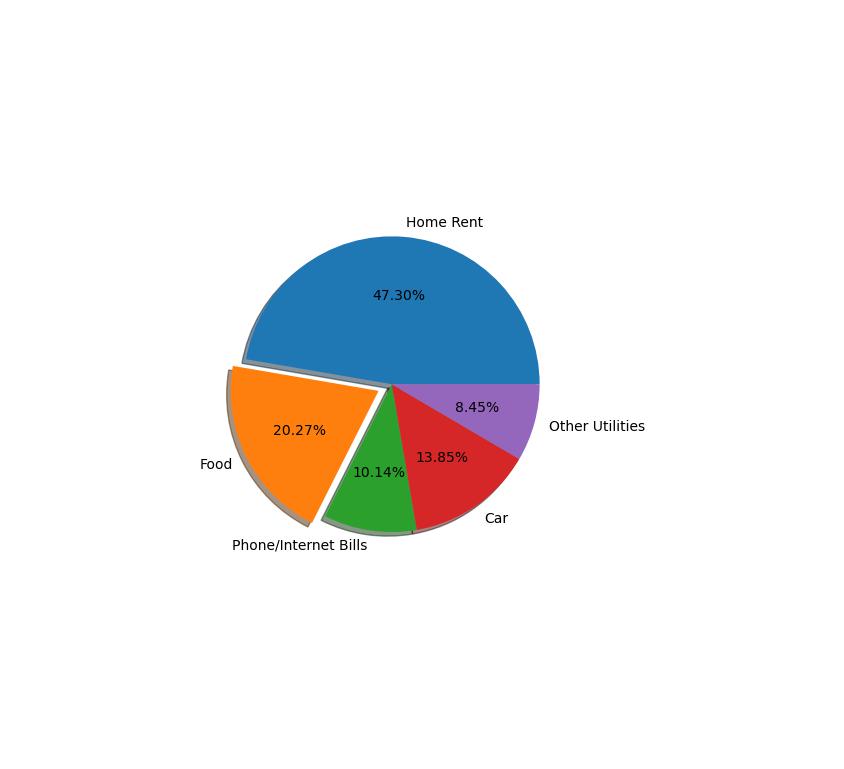 Home Rent
47.30%
8.45%
Other Utilities
20.27%
13.85%
Food
10.14%
Car
Phone/Internet Bills